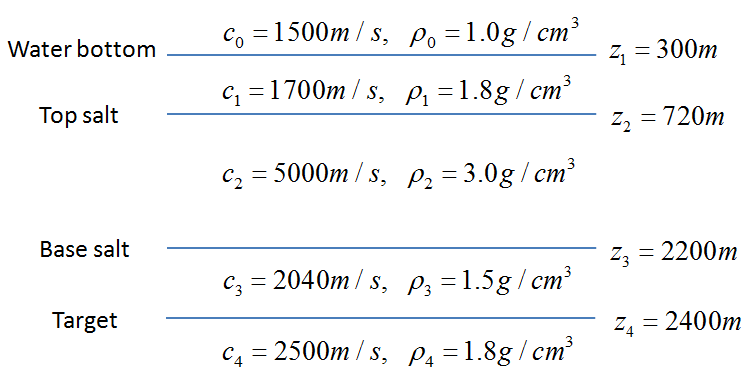 c₀ = 1500m / s, ρ₀ = 1.0g / cm³
Water bottom z₁ = 300m
c₁ = 1700m / s, ρ₁ = 1.8g / cm³
Top salt z₂ = 720m
c₂ = 5000m / s, ρ₂ = 3.0g / cm³
Base salt z₃ = 2200m
c₃ = 2040m / s, ρ₃ = 1.5g / cm³
Target z₄ = 2400m
c₄ = 2500m / s, ρ₄ = 1.8g / cm³